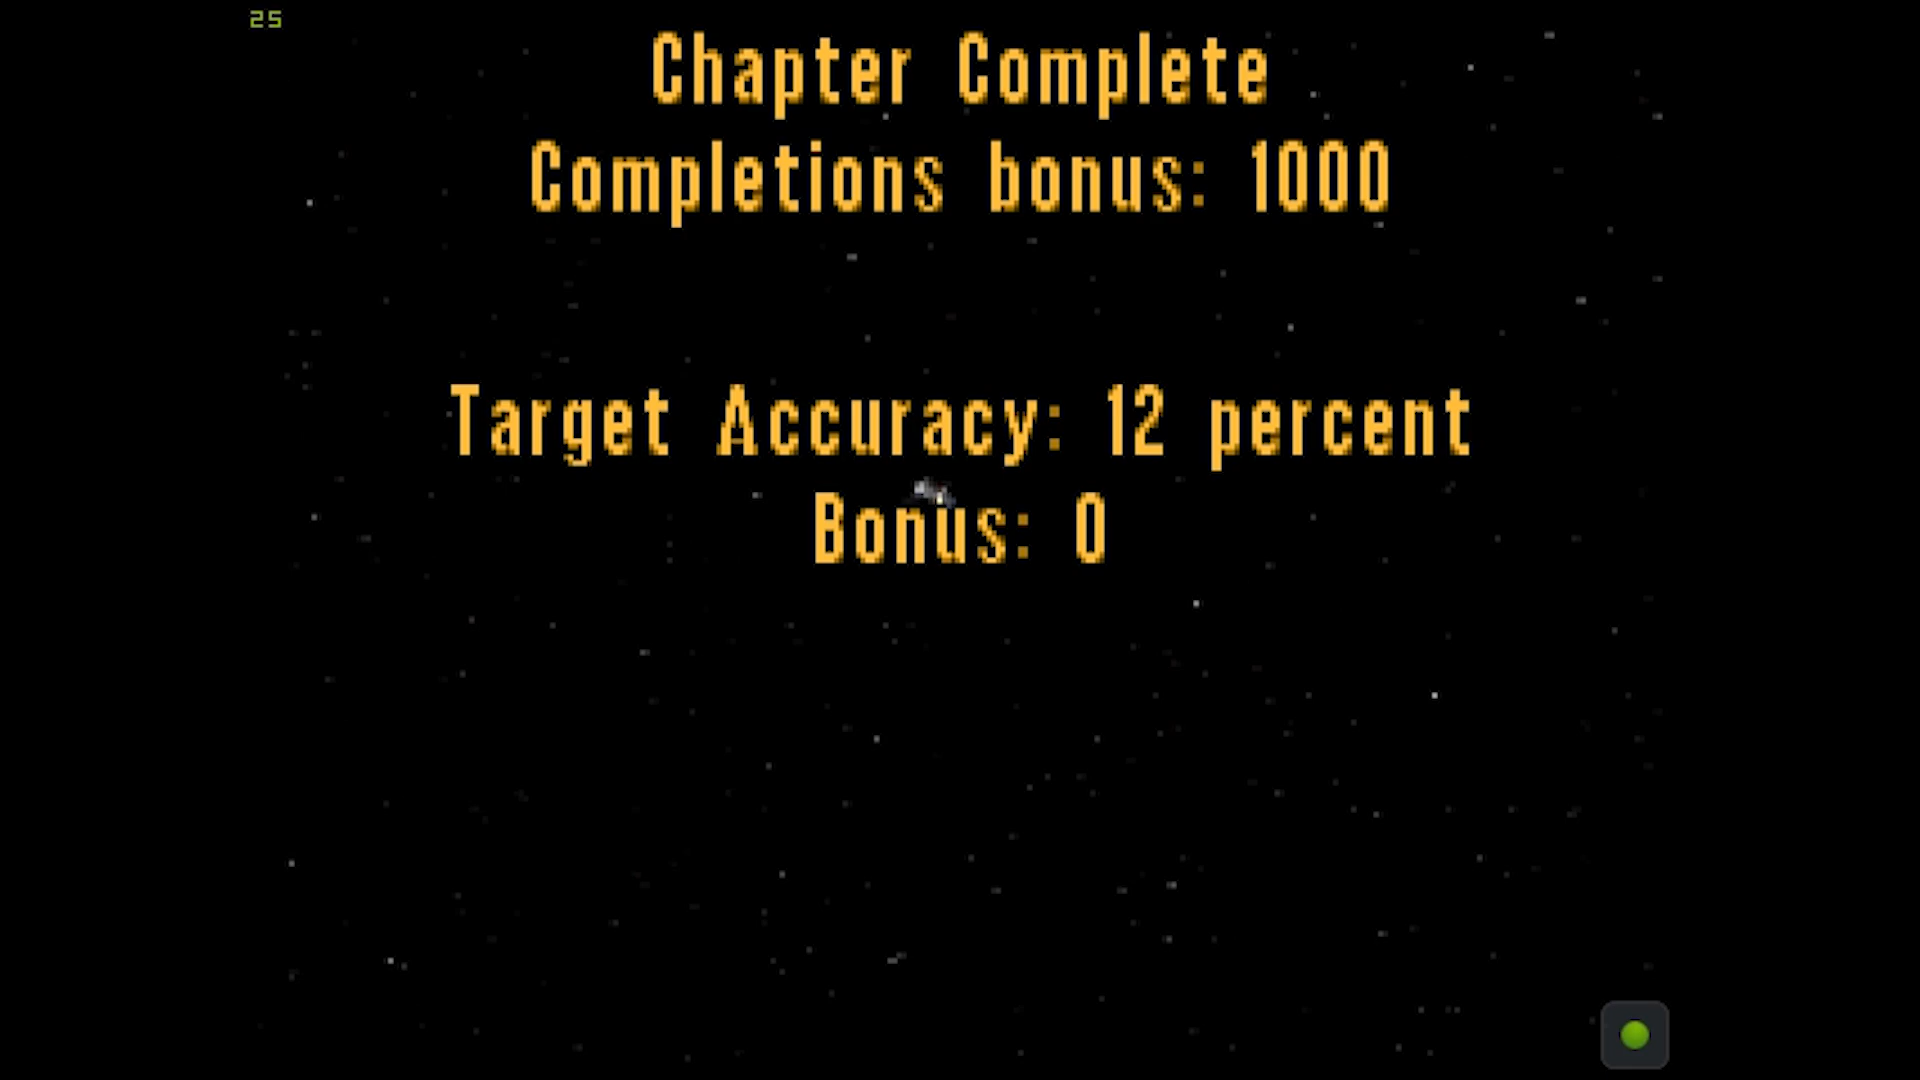 25
Chapter Complete
Completions bonus: 1000
Target Accuracy: 12 percent
Bonus: 0